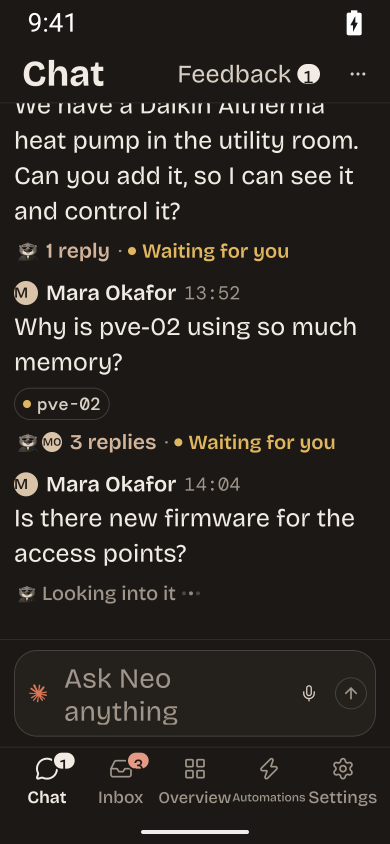 9:41
Chat
Feedback 1
We have a Daikin Altherma
heat pump in the utility room.
Can you add it, so I can see it
and control it?
1 reply · Waiting for you
M Mara Okafor 13:52
Why is pve-02 using so much
memory?
pve-02
MO 3 replies · Waiting for you
M Mara Okafor 14:04
Is there new firmware for the
access points?
Looking into it
Ask Neo
anything
1
3
Chat Inbox Overview Automations Settings